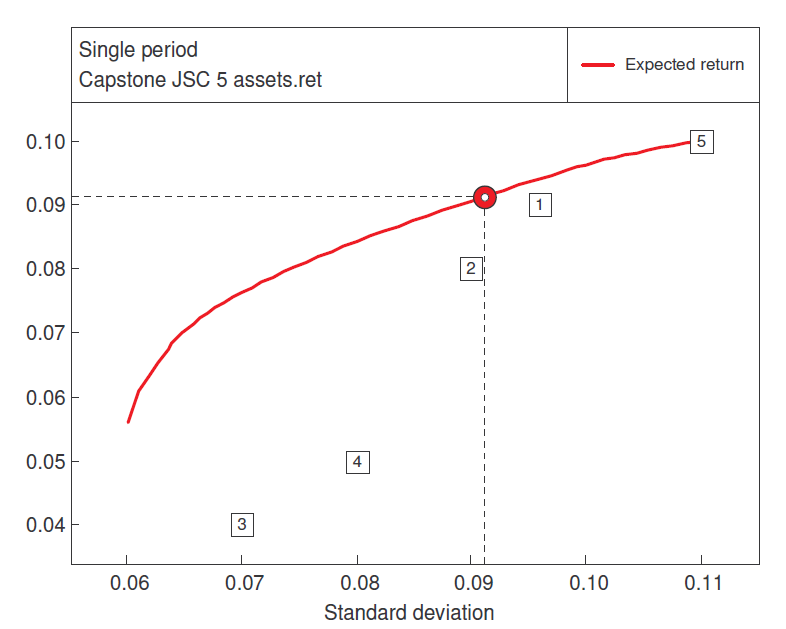 Single period
Capstone JSC 5 assets.ret
Expected return
0.10
0.09
0.08
0.07
0.06
0.05
0.04
5
1
2
4
3
0.06 0.07 0.08 0.09 0.10 0.11
Standard deviation